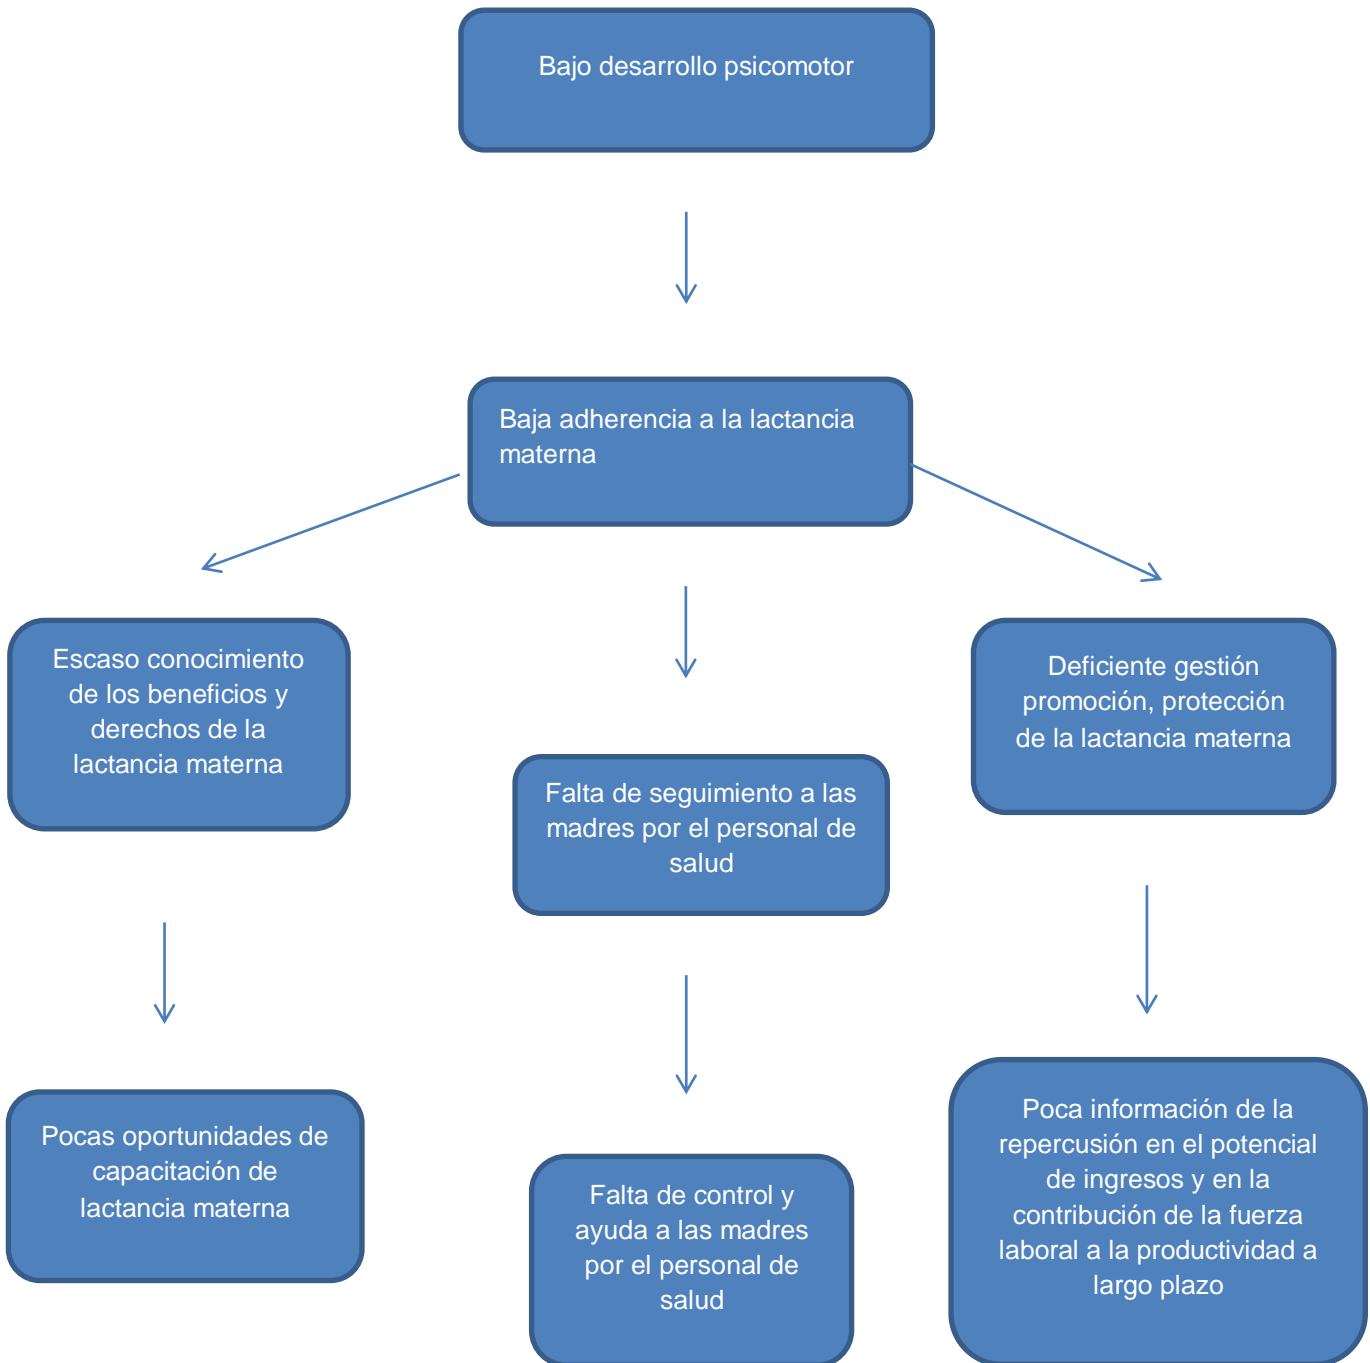 Bajo desarrollo psicomotor
Baja adherencia a la lactancia
materna
Escaso conocimiento
de los beneficios y
derechos de la
lactancia materna
Falta de seguimiento a las
madres por el personal de
salud
Deficiente gestión
promoción, protección
de la lactancia materna
Pocas oportunidades de
capacitación de
lactancia materna
Falta de control y
ayuda a las madres
por el personal de
salud
Poca información de la
repercusión en el potencial
de ingresos y en la
contribución de la fuerza
laboral a la productividad a
largo plazo